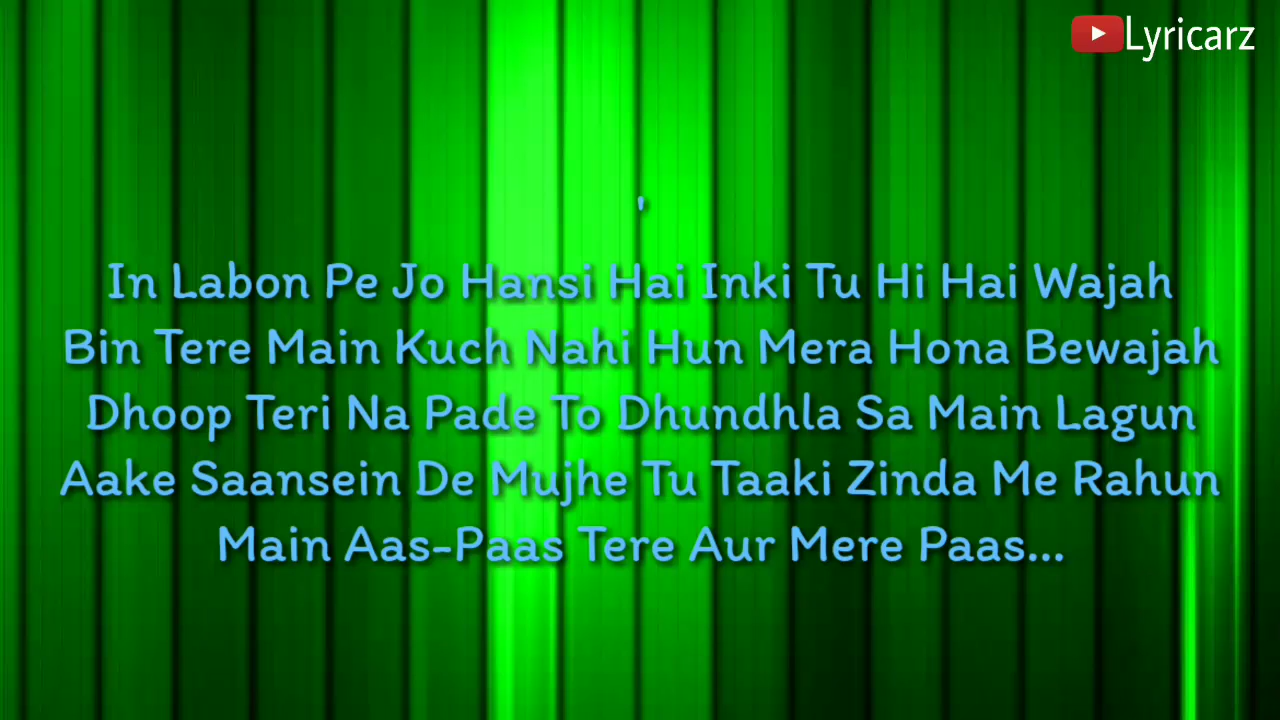 Lyricarz
'
In Labon Pe Jo Hansi Hai Inki Tu Hi Hai Wajah
Bin Tere Main Kuch Nahi Hun Mera Hona Bewajah
Dhoop Teri Na Pade To Dhundhla Sa Main Lagun
Aake Saansein De Mujhe Tu Taaki Zinda Me Rahun
Main Aas-Paas Tere Aur Mere Paas...